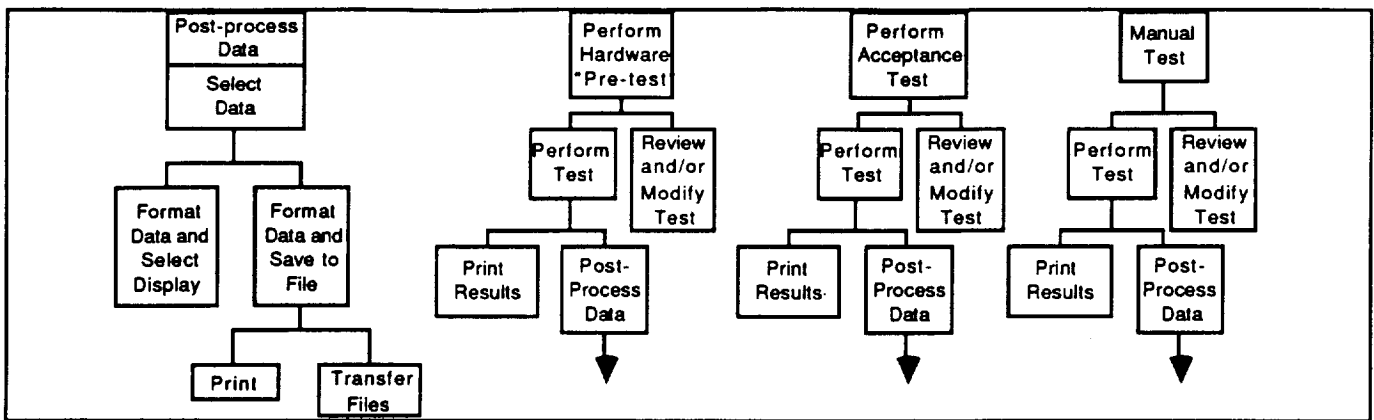 Post-process
Data
Select
Data
Format
Data and
Select
Display
Format
Data and
Save to
File
Print
Transfer
Files
Perform
Hardware
"Pre-test"
Perform
Test
Review
and/or
Modify
Test
Print
Results
Post-
Process
Data
Perform
Acceptance
Test
Perform
Test
Review
and/or
Modify
Test
Print
Results
Post-
Process
Data
Manual
Test
Perform
Test
Review
and/or
Modify
Test
Print
Results
Post-
Process
Data